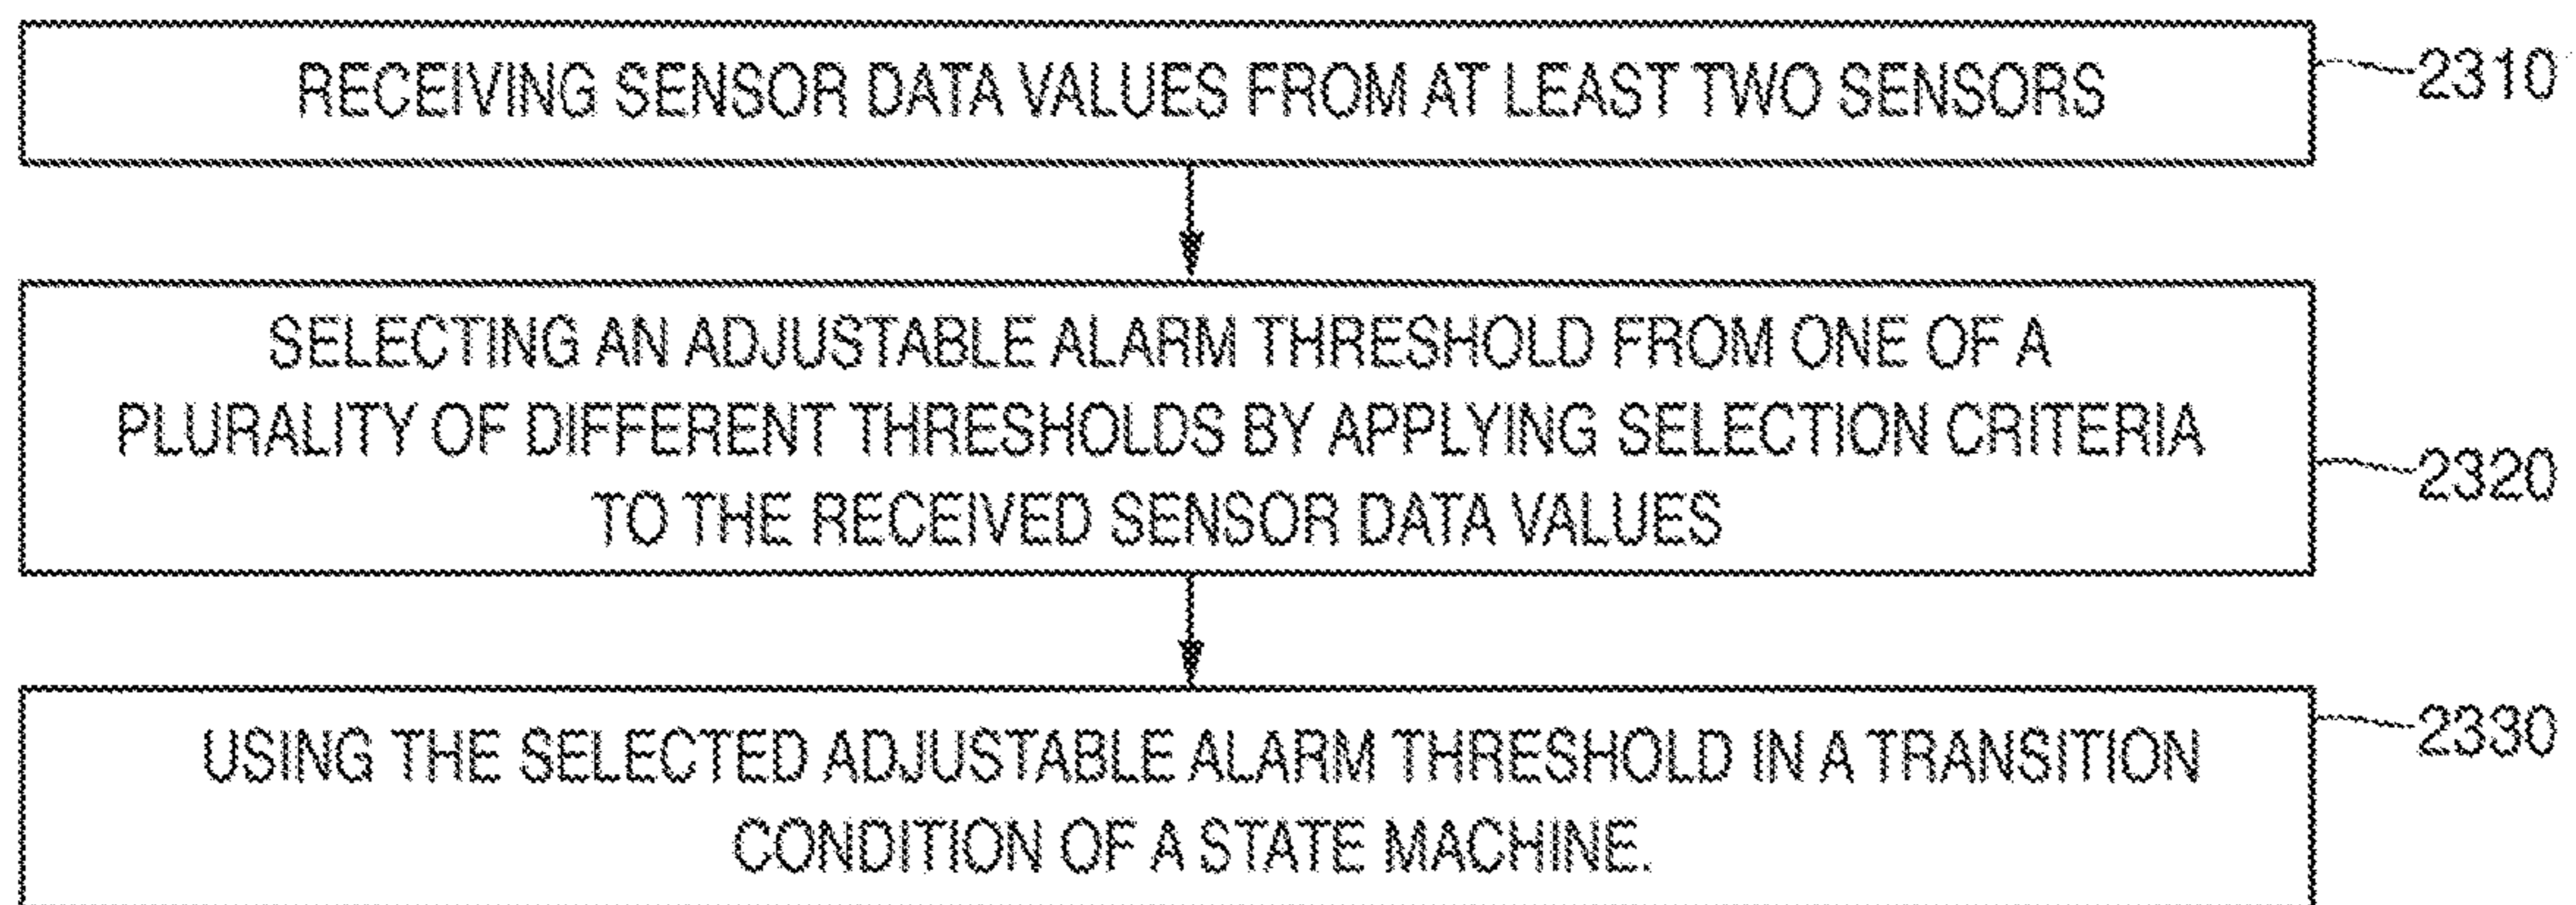 RECEIVING SENSOR DATA VALUES FROM AT LEAST TWO SENSORS
2310
SELECTING AN ADJUSTABLE ALARM THRESHOLD FROM ONE OF A
PLURALITY OF DIFFERENT THRESHOLDS BY APPLYING SELECTION CRITERIA
TO THE RECEIVED SENSOR DATA VALUES
2320
USING THE SELECTED ADJUSTABLE ALARM THRESHOLD IN A TRANSITION
CONDITION OF A STATE MACHINE.
2330